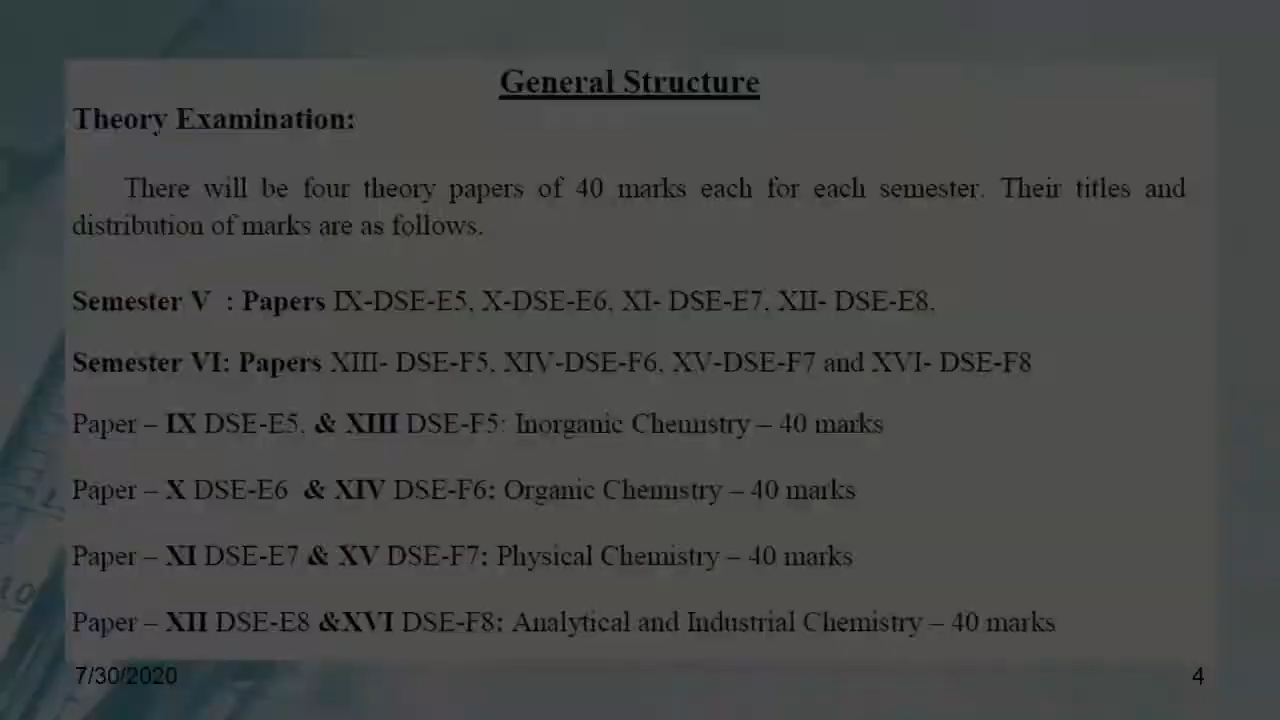 General Structure
Theory Examination:
There will be four theory papers of 40 marks each for each semester. Their titles and
distribution of marks are as follows.
Semester V : Papers IX-DSE-E5, X-DSE-E6, XI- DSE-E7, XII- DSE-E8.
Semester VI: Papers XIII- DSE-F5, XIV-DSE-F6, XV-DSE-F7 and XVI- DSE-F8
Paper – IX DSE-E5, & XIII DSE-F5: Inorganic Chemistry – 40 marks
Paper – X DSE-E6 & XIV DSE-F6: Organic Chemistry – 40 marks
Paper – XI DSE-E7 & XV DSE-F7: Physical Chemistry – 40 marks
Paper – XII DSE-E8 &XVI DSE-F8: Analytical and Industrial Chemistry – 40 marks
10
7/30/2020
4